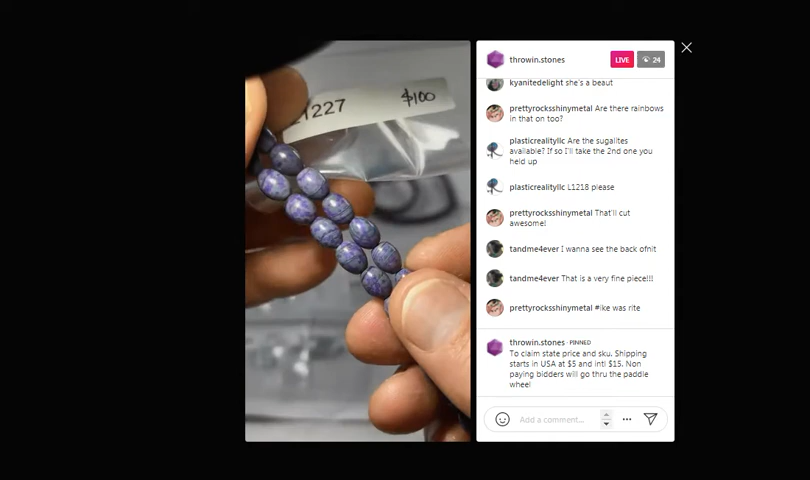 1227
$100
throwin.stones
LIVE
24
kyanitedelight she's a beaut
prettyrocksshinymetal Are there rainbows
in that on too?
plasticrealityllc Are the sugalites
available? If so I'll take the 2nd one you
held up
plasticrealityllc L1218 please
prettyrocksshinymetal That'll cut
awesome!
tandme4ever I wanna see the back ofnit
tandme4ever That is a very fine piece!!!
prettyrocksshinymetal #ike was rite
throwin.stones · PINNED
To claim state price and sku. Shipping
starts in USA at $5 and intl $15. Non
paying bidders will go thru the paddle
wheel
Add a comment...